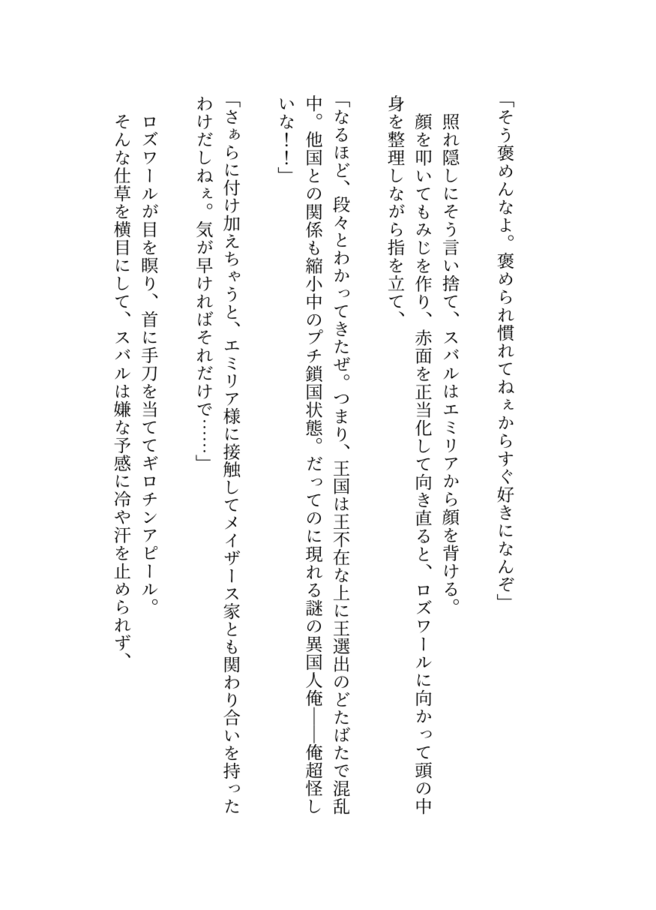 「そう褒めんなよ。褒められ慣れてねぇからすぐ好きになんぞ」
照れ隠しにそう言い捨て、スバルはエミリアから顔を背ける。
顔を叩いてもみじを作り、赤面を正当化して向き直ると、ロズワールに向かって頭の中
身を整理しながら指を立て、
「なるほど、段々とわかってきたぜ。つまり、王国は王不在な上に王選出のどたばたで混乱
中。他国との関係も縮小中のプチ鎖国状態。だってのに現れる謎の異国人俺――俺超怪し
いな！！」
「さぁらに付け加えちゃうと、エミリア様に接触してメイザース家とも関わり合いを持った
わけだしねぇ。気が早ければそれだけで……」
ロズワールが目を瞑り、首に手刀を当ててギロチンアピール。
そんな仕草を横目にして、スバルは嫌な予感に冷や汗を止められず、